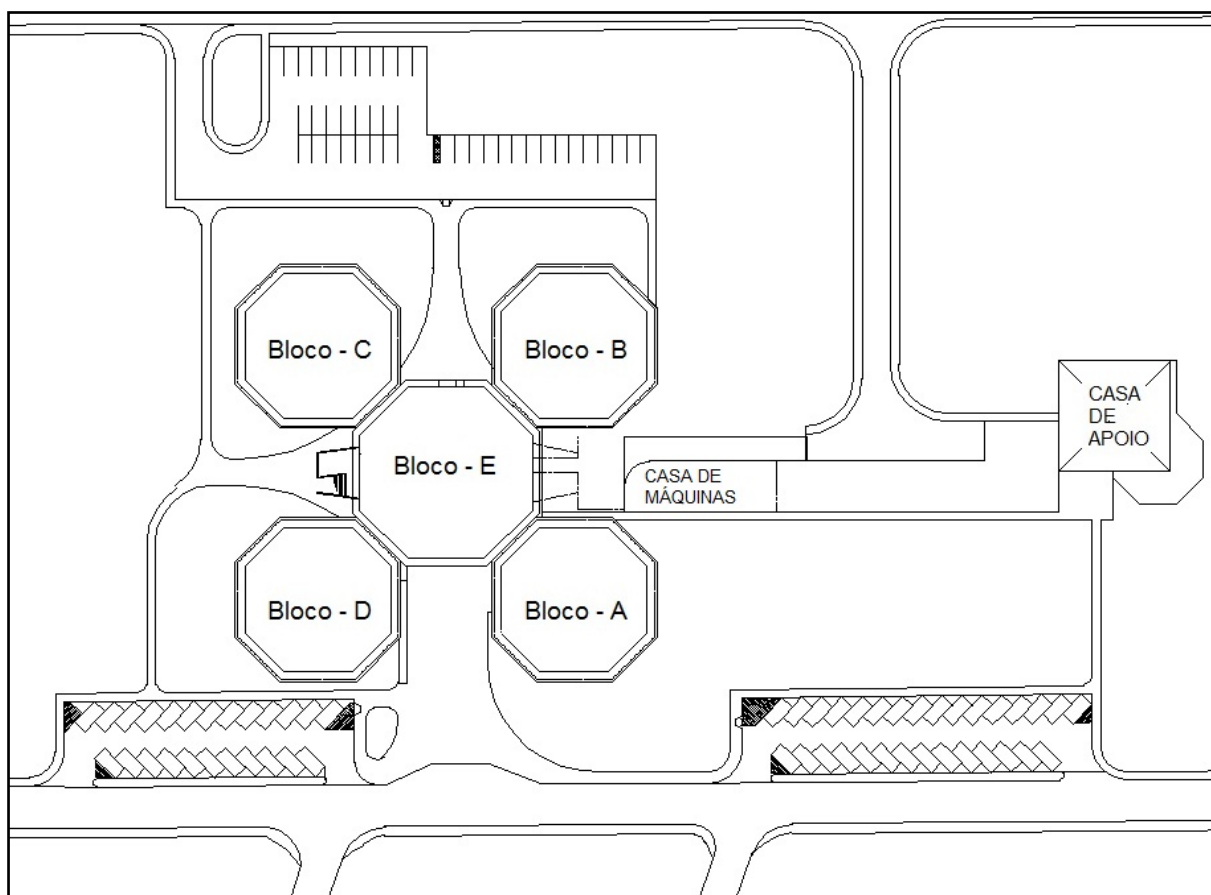 Bloco - C
Bloco - B
CASA
DE
APOIO
Bloco - E
CASA DE
MÁQUINAS
Bloco - D
Bloco - A